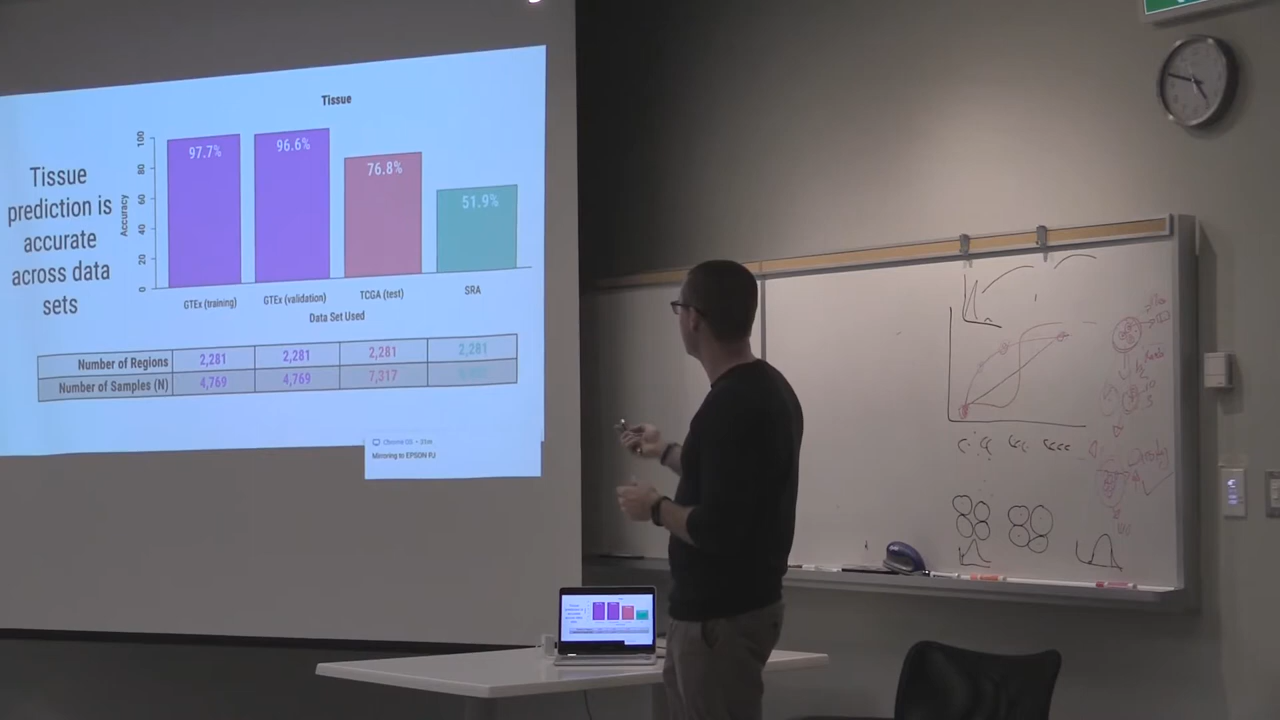 Tissue
Tissue
prediction is
accurate
across data
sets
Accuracy
100
80
60
40
20
0
97.7%
96.6%
76.8%
51.9%
GTEx (training)
GTEx (validation)
TCGA (test)
SRA
Data Set Used
Number of Regions 2,281 2,281 2,281 2,281
Number of Samples (N) 4,769 4,769 7,317
Chrome OS
Mirroring to EPSON PJ